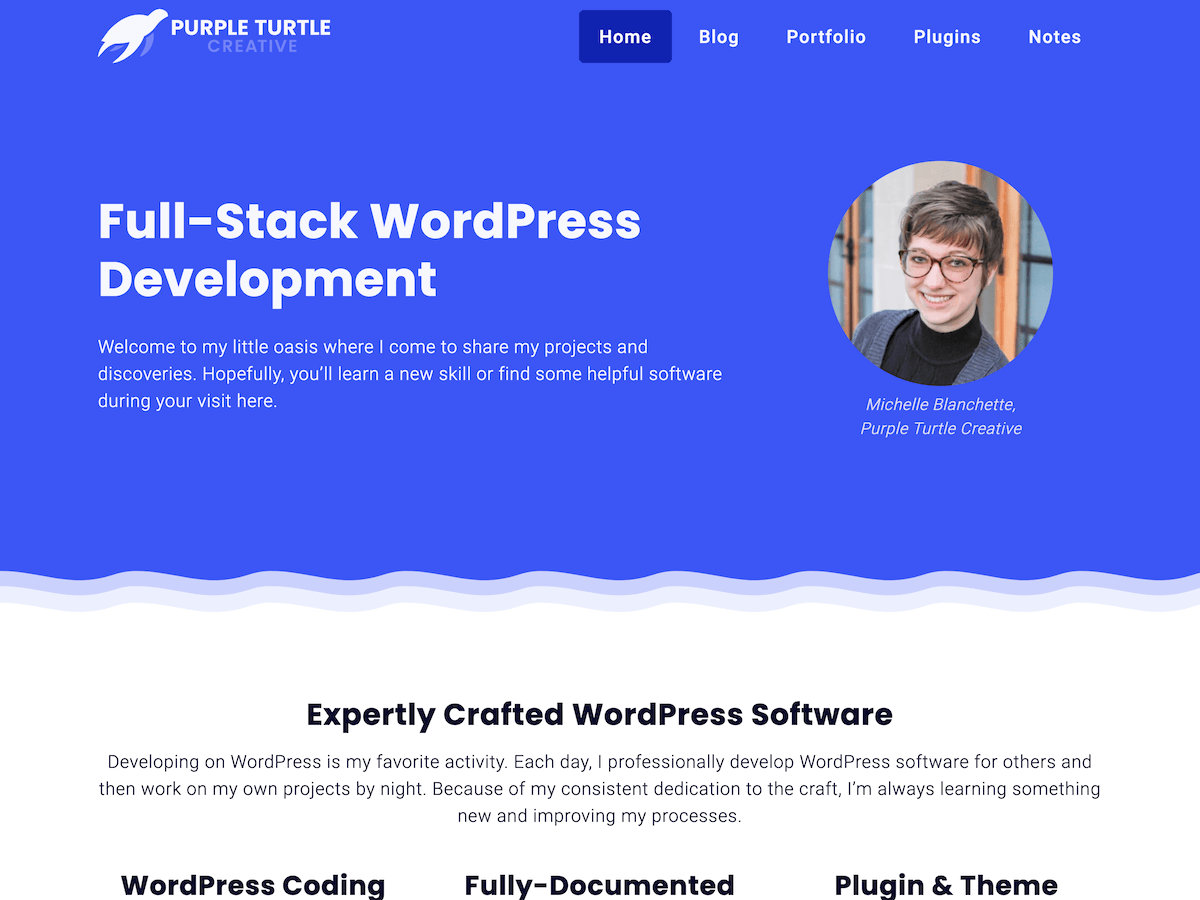 PURPLE TURTLE
CREATIVE
Home Blog Portfolio Plugins Notes
Full-Stack WordPress
Development
Welcome to my little oasis where I come to share my projects and
discoveries. Hopefully, you’ll learn a new skill or find some helpful software
during your visit here.
Michelle Blanchette,
Purple Turtle Creative
Expertly Crafted WordPress Software
Developing on WordPress is my favorite activity. Each day, I professionally develop WordPress software for others and
then work on my own projects by night. Because of my consistent dedication to the craft, I’m always learning something
new and improving my processes.
WordPress Coding
Fully-Documented
Plugin & Theme